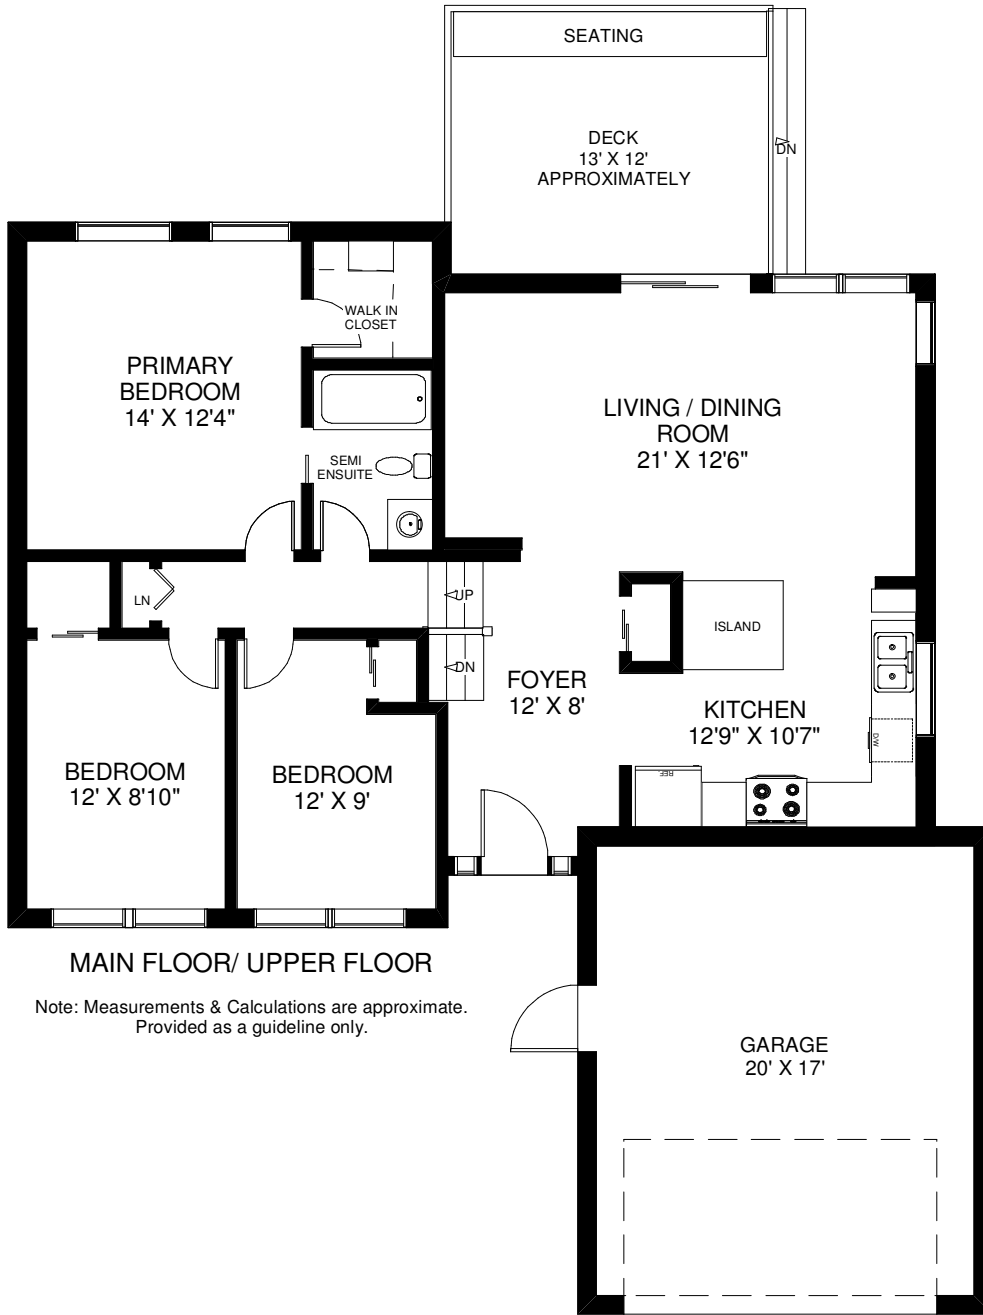 SEATING
DECK
13' X 12'
APPROXIMATELY
DN
WALK IN
CLOSET
PRIMARY
BEDROOM
14' X 12'4"
LIVING / DINING
ROOM
21' X 12'6"
SEMI
ENSUITE
LN
UP
ISLAND
DN
FOYER
12' X 8'
KITCHEN
12'9" X 10'7"
D/W
REF
BEDROOM
12' X 8'10"
BEDROOM
12' X 9'
MAIN FLOOR/ UPPER FLOOR
Note: Measurements & Calculations are approximate.
Provided as a guideline only.
GARAGE
20' X 17'